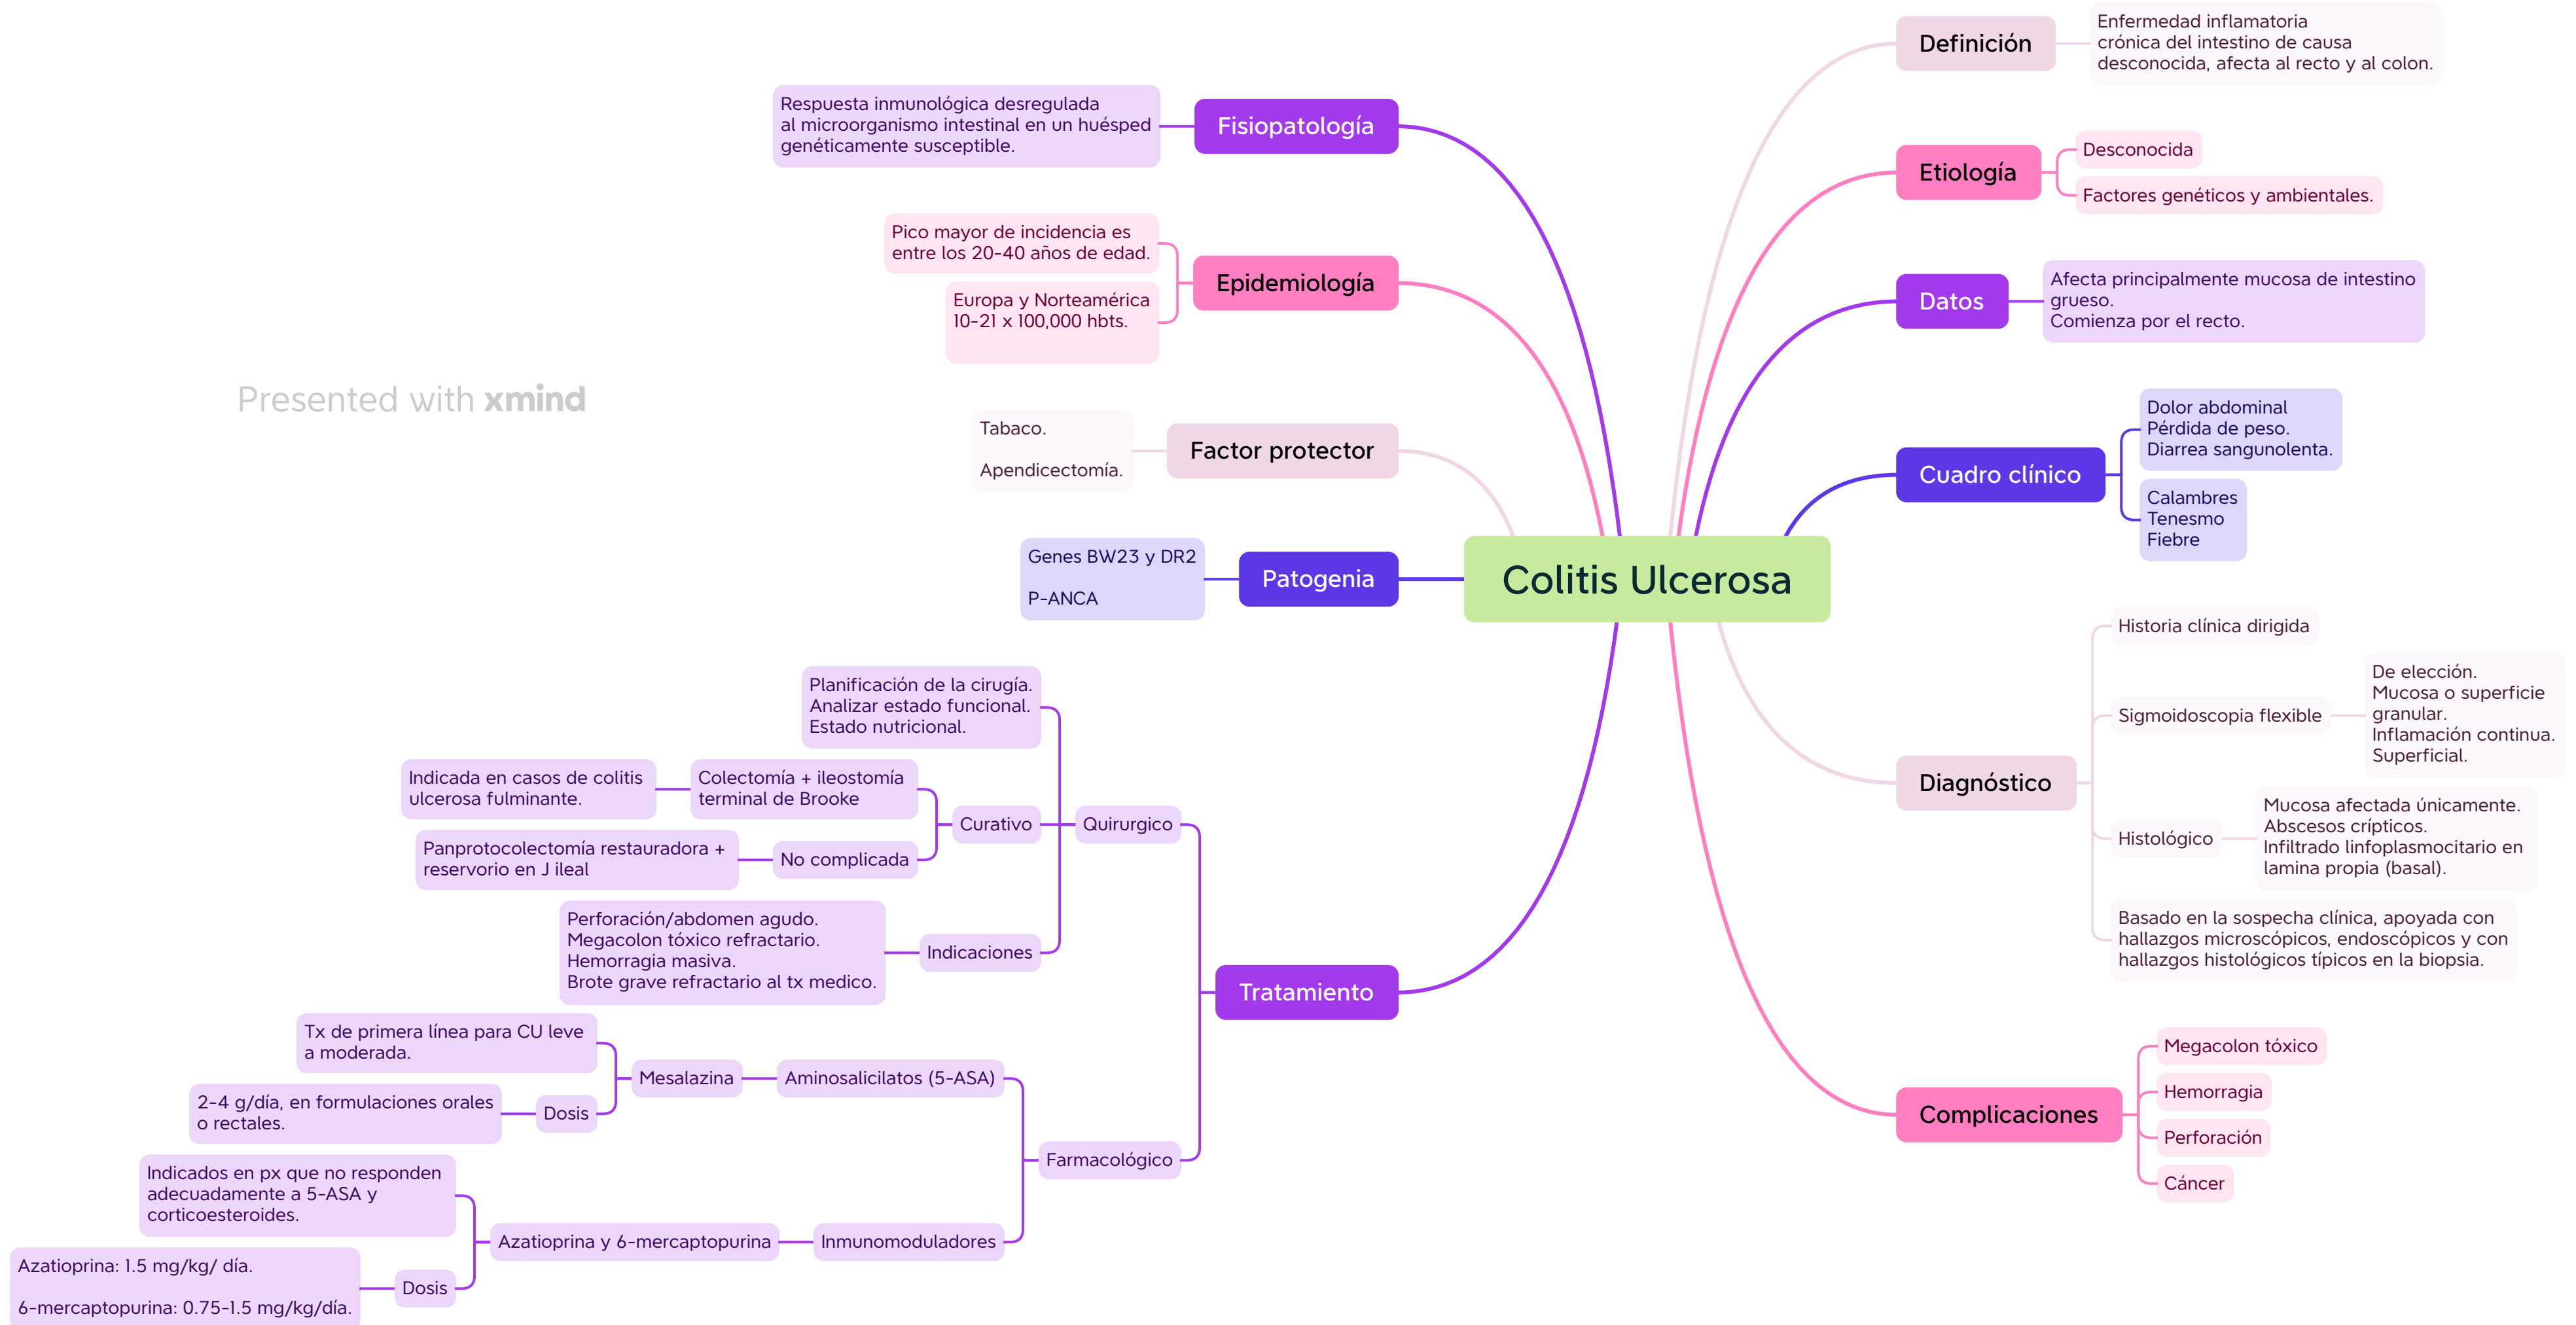 Colitis Ulcerosa
Definición
Enfermedad inflamatoria
crónica del intestino de causa
desconocida, afecta al recto y al colon.
Etiología
Desconocida
Factores genéticos y ambientales.
Datos
Afecta principalmente mucosa de intestino
grueso.
Comienza por el recto.
Cuadro clínico
Dolor abdominal
Pérdida de peso.
Diarrea sangunolenta.
Calambres
Tenesmo
Fiebre
Diagnóstico
Historia clínica dirigida
Sigmoidoscopia flexible
De elección.
Mucosa o superficie
granular.
Inflamación continua.
Superficial.
Histológico
Mucosa afectada únicamente.
Abscesos crípticos.
Infiltrado linfoplasmocitario en
lamina propia (basal).
Basado en la sospecha clínica, apoyada con
hallazgos microscópicos, endoscópicos y con
hallazgos histológicos típicos en la biopsia.
Complicaciones
Megacolon tóxico
Hemorragia
Perforación
Cáncer
Fisiopatología
Respuesta inmunológica desregulada
al microorganismo intestinal en un huésped
genéticamente susceptible.
Epidemiología
Pico mayor de incidencia es
entre los 20-40 años de edad.
Europa y Norteamérica
10-21 x 100,000 hbts.
Factor protector
Tabaco.
Apendicectomía.
Patogenia
Genes BW23 y DR2
P-ANCA
Tratamiento
Quirurgico
Planificación de la cirugía.
Analizar estado funcional.
Estado nutricional.
Curativo
Colectomía + ileostomía
terminal de Brooke
Indicada en casos de colitis
ulcerosa fulminante.
No complicada
Panprotocolectomía restauradora +
reservorio en J ileal
Indicaciones
Perforación/abdomen agudo.
Megacolon tóxico refractario.
Hemorragia masiva.
Brote grave refractario al tx medico.
Farmacológico
Aminosalicilatos (5-ASA)
Mesalazina
Tx de primera línea para CU leve
a moderada.
Dosis
2-4 g/día, en formulaciones orales
o rectales.
Inmunomoduladores
Azatioprina y 6-mercaptopurina
Indicados en px que no responden
adecuadamente a 5-ASA y
corticoesteroides.
Dosis
Azatioprina: 1.5 mg/kg/ día.
6-mercaptopurina: 0.75-1.5 mg/kg/día.
Presented with xmind